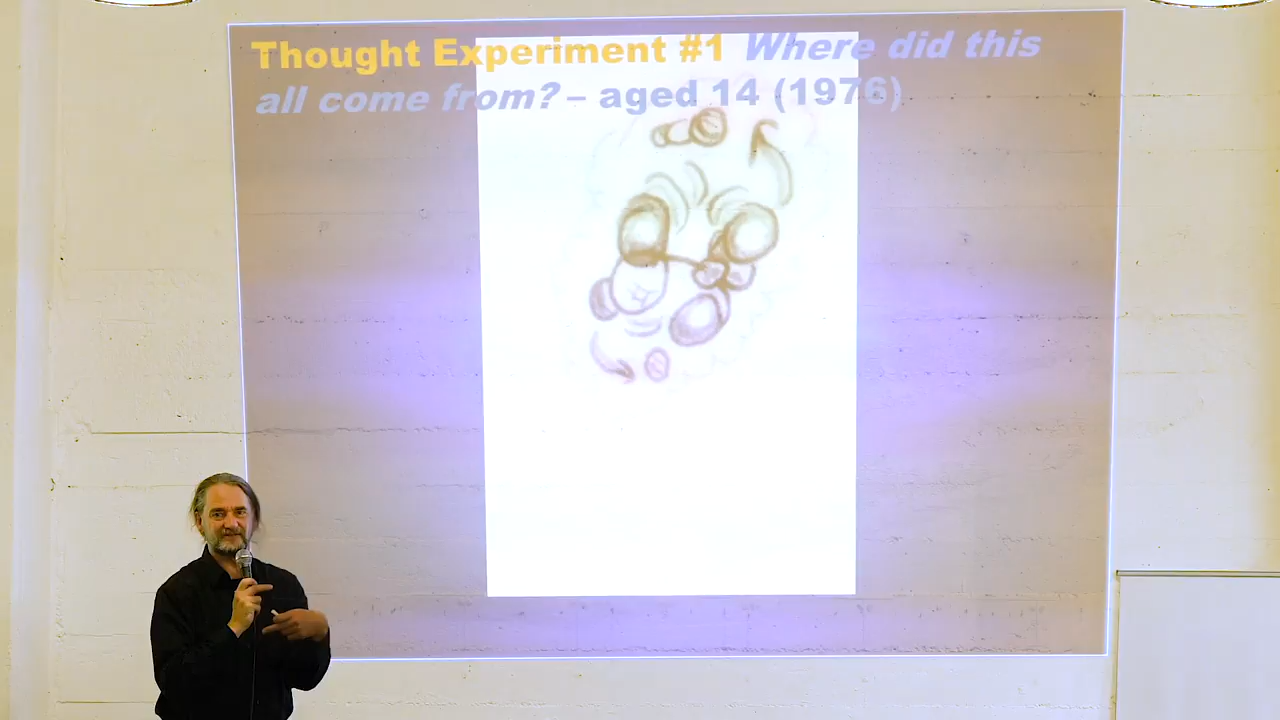 Thought Experiment #1 Where did this
all come from? – aged 14 (1976)